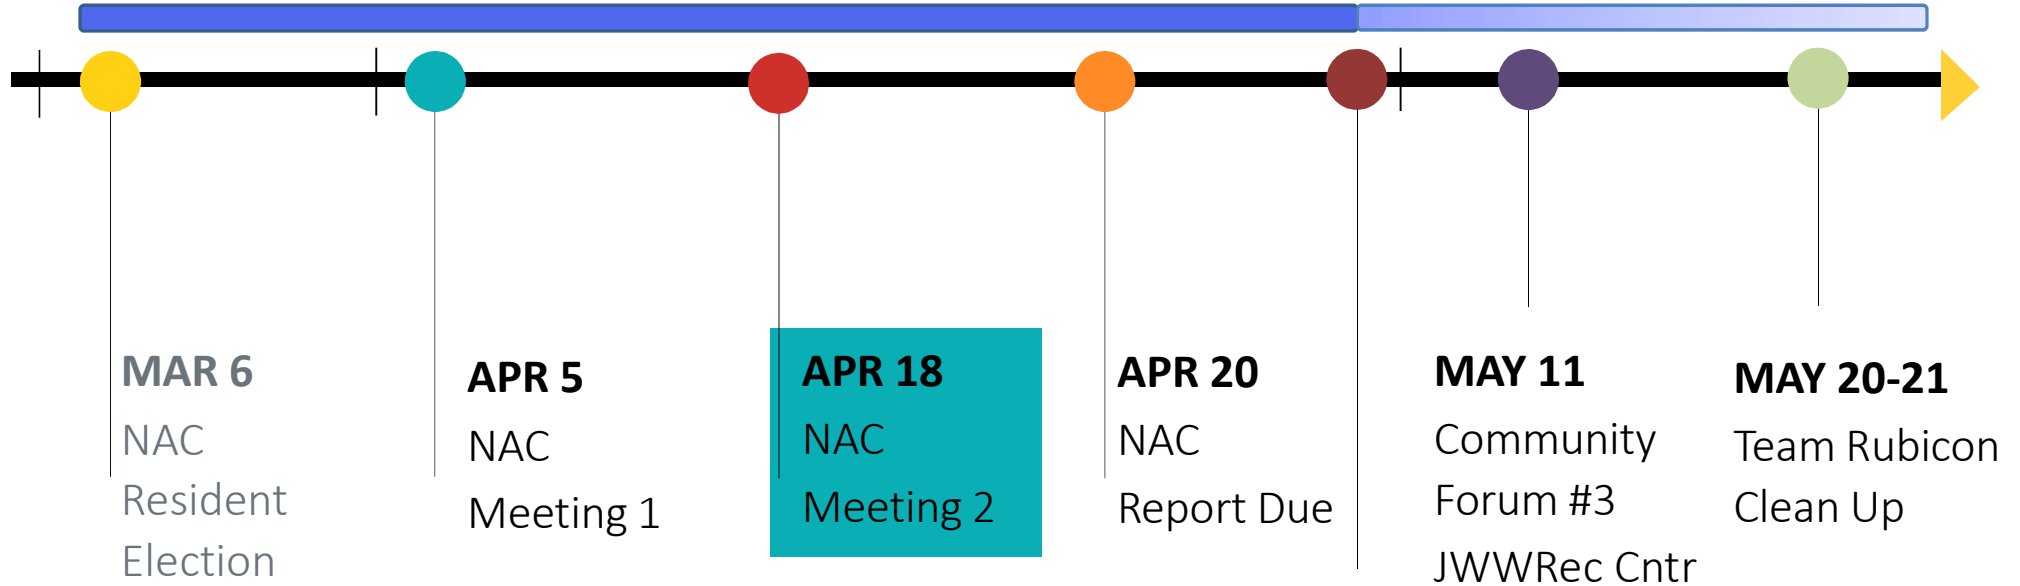 MAR 6
NAC
Resident
Election
APR 5
NAC
Meeting 1
APR 18
NAC
Meeting 2
APR 20
NAC
Report Due
MAY 11
Community
Forum #3
JWWRec Cntr
MAY 20-21
Team Rubicon
Clean Up